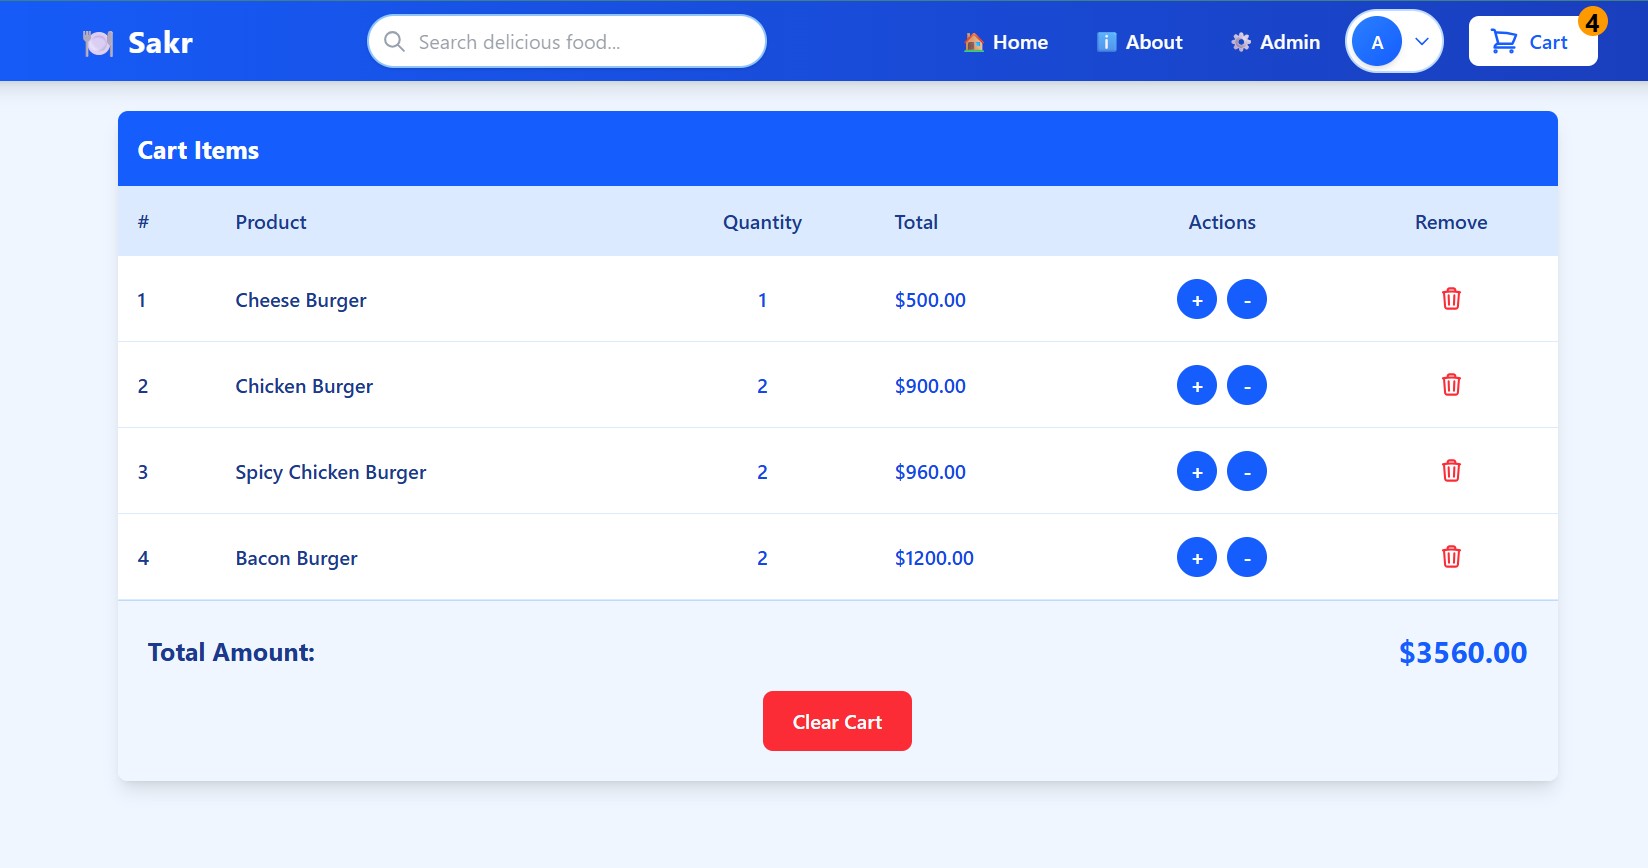 Sakr
Search delicious food...
Home
About
Admin
A
Cart
4
Cart Items
# Product Quantity Total Actions Remove
1 Cheese Burger 1 $500.00 + -
2 Chicken Burger 2 $900.00 + -
3 Spicy Chicken Burger 2 $960.00 + -
4 Bacon Burger 2 $1200.00 + -
Total Amount: $3560.00
Clear Cart